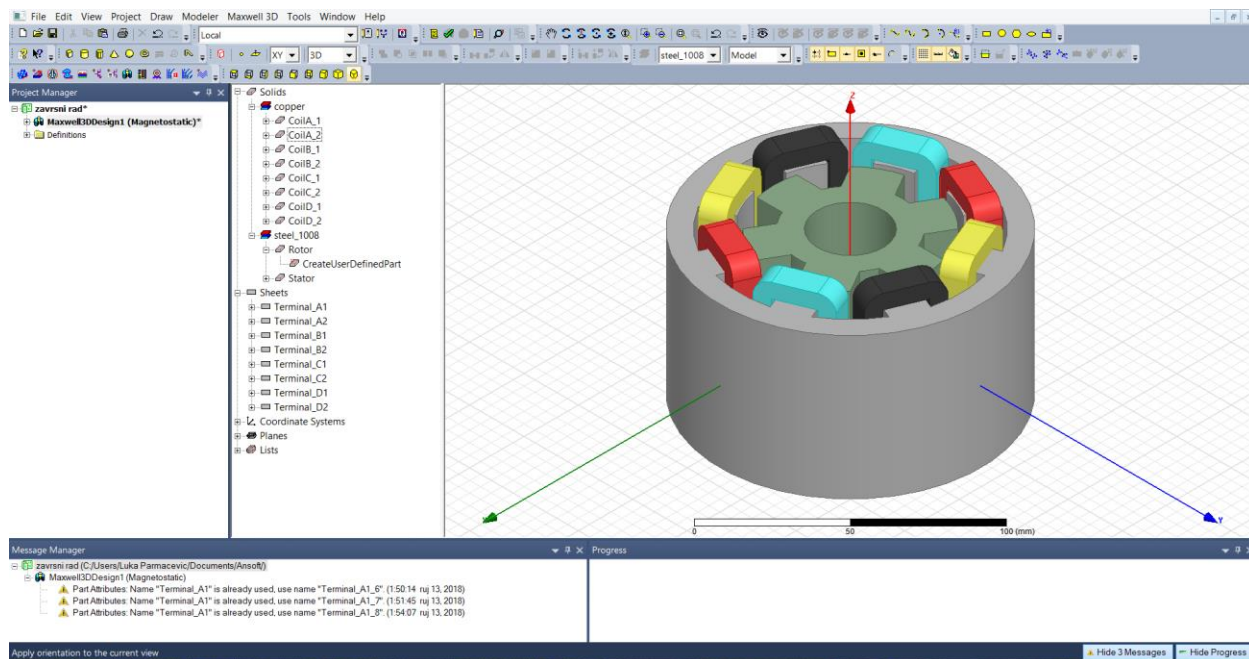 File Edit View Project Draw Modeler Maxwell 3D Tools Window Help
Local
XY 3D steel_1008 Model
Project Manager
zavrsni rad*
Maxwell3DDesign1 (Magnetostatic)*
Definitions
Solids
copper
CoilA_1
CoilA_2
CoilB_1
CoilB_2
CoilC_1
CoilC_2
CoilD_1
CoilD_2
steel_1008
Rotor
CreateUserDefinedPart
Stator
Sheets
Terminal_A1
Terminal_A2
Terminal_B1
Terminal_B2
Terminal_C1
Terminal_C2
Terminal_D1
Terminal_D2
Coordinate Systems
Planes
Lists
Z
Y
0 50 100 (mm)
Message Manager
zavrsni rad (C:/Users/Luka Parmacevic/Documents/Ansoft/)
Maxwell3DDesign1 (Magnetostatic)
Part Attributes: Name "Terminal_A1" is already used, use name "Terminal_A1_6". (1:50:14 ruj 13, 2018)
Part Attributes: Name "Terminal_A1" is already used, use name "Terminal_A1_7". (1:51:45 ruj 13, 2018)
Part Attributes: Name "Terminal_A1" is already used, use name "Terminal_A1_8". (1:54:07 ruj 13, 2018)
Progress
Apply orientation to the current view
Hide 3 Messages Hide Progress